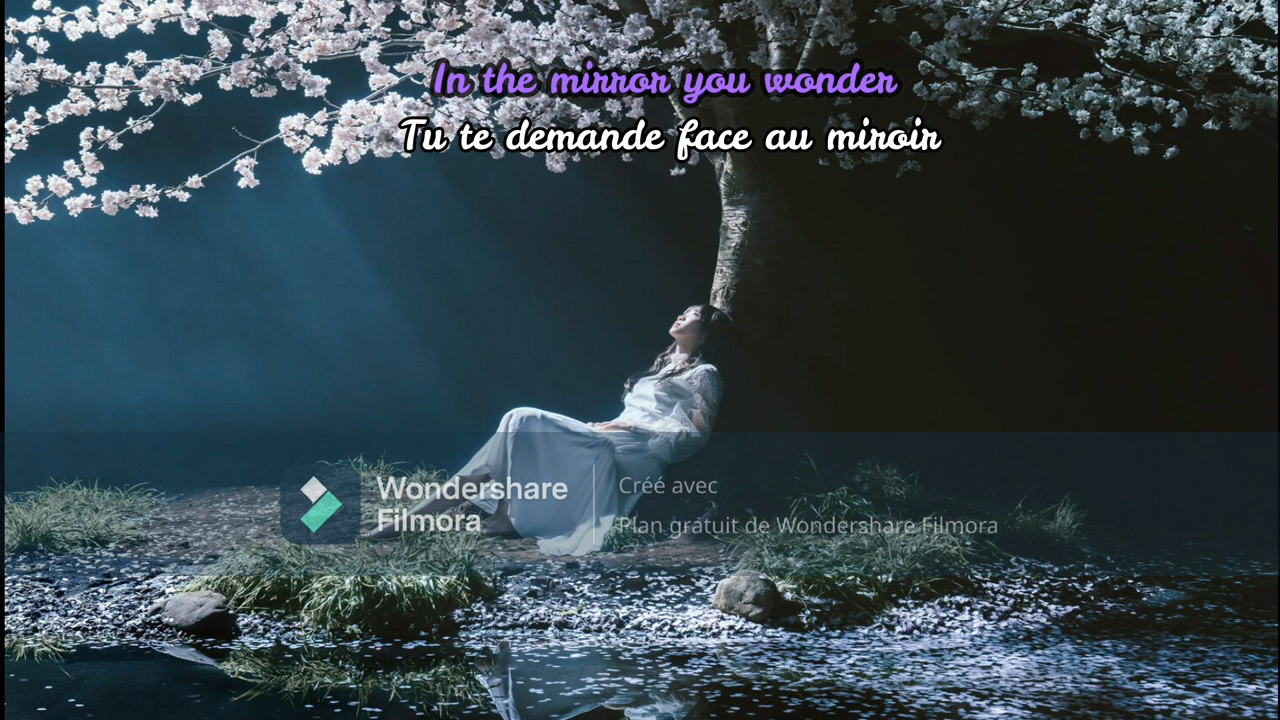 In the mirror you wonder
Tu te demande face au miroir
Wondershare
Filmora
Créé avec
Plan gratuit de Wondershare Filmora